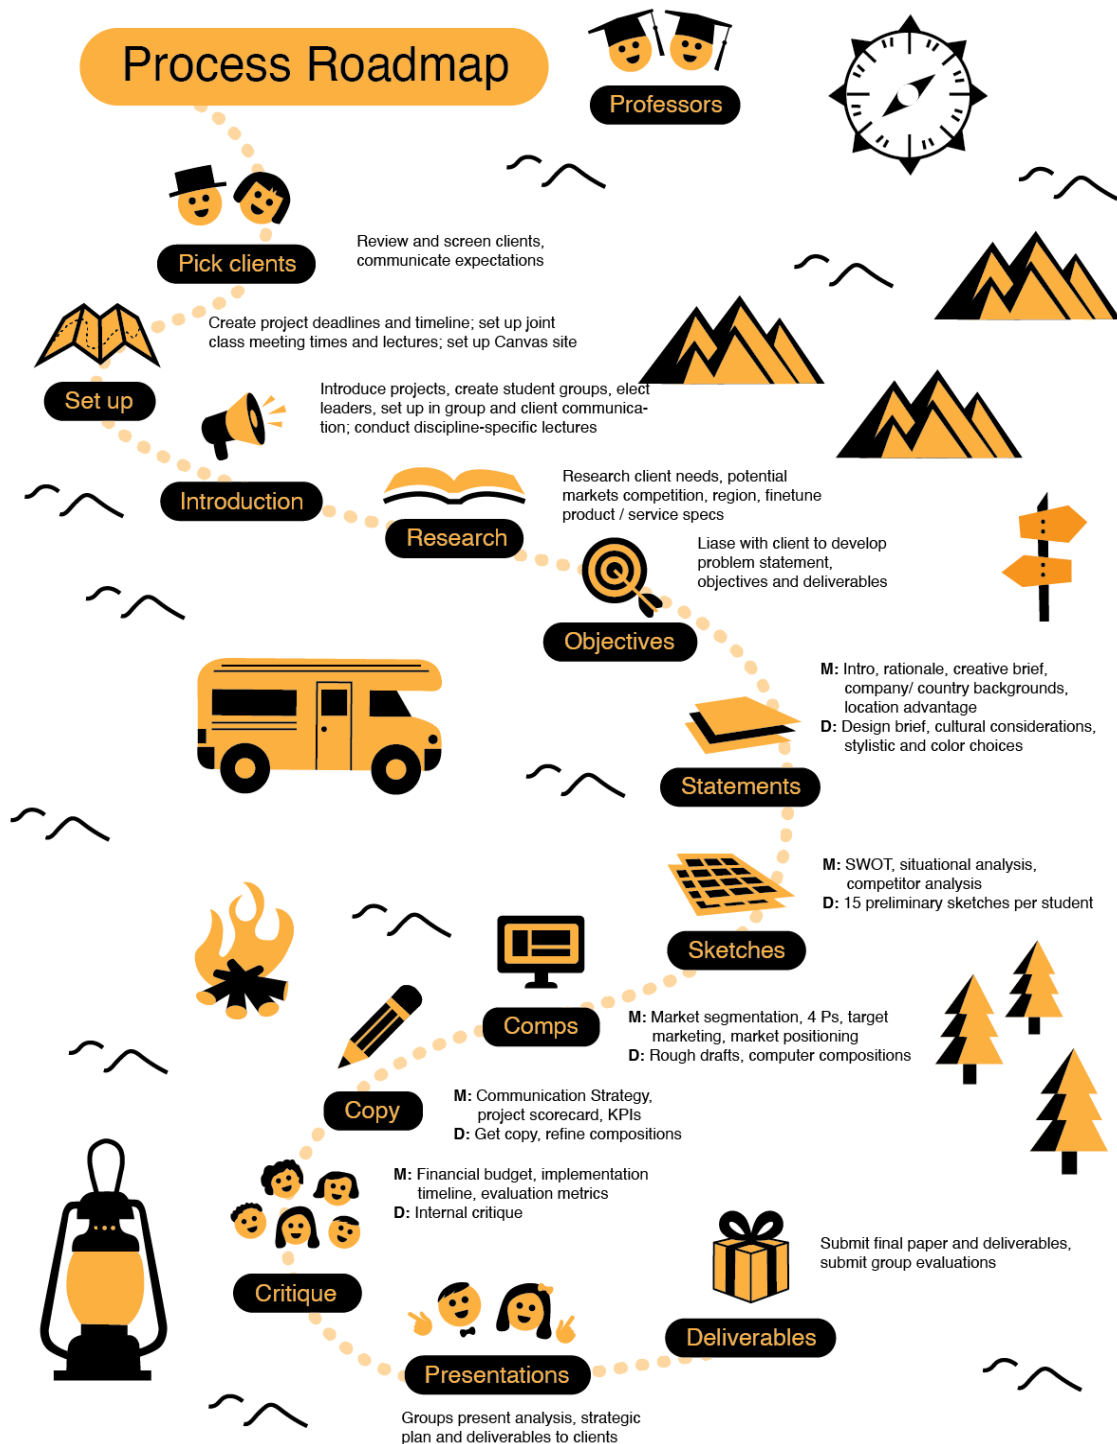 Process Roadmap
Professors
Pick clients
Review and screen clients,
communicate expectations
Set up
Create project deadlines and timeline; set up joint
class meeting times and lectures; set up Canvas site
Introduction
Introduce projects, create student groups, elect
leaders, set up in group and client communica-
tion; conduct discipline-specific lectures
Research
Research client needs, potential
markets competition, region, finetune
product / service specs
Objectives
Liase with client to develop
problem statement,
objectives and deliverables
Statements
M: Intro, rationale, creative brief,
company/ country backgrounds,
location advantage
D: Design brief, cultural considerations,
stylistic and color choices
Sketches
M: SWOT, situational analysis,
competitor analysis
D: 15 preliminary sketches per student
Comps
M: Market segmentation, 4 Ps, target
marketing, market positioning
D: Rough drafts, computer compositions
Copy
M: Communication Strategy,
project scorecard, KPIs
D: Get copy, refine compositions
Critique
M: Financial budget, implementation
timeline, evaluation metrics
D: Internal critique
Presentations
Groups present analysis, strategic
plan and deliverables to clients
Deliverables
Submit final paper and deliverables,
submit group evaluations